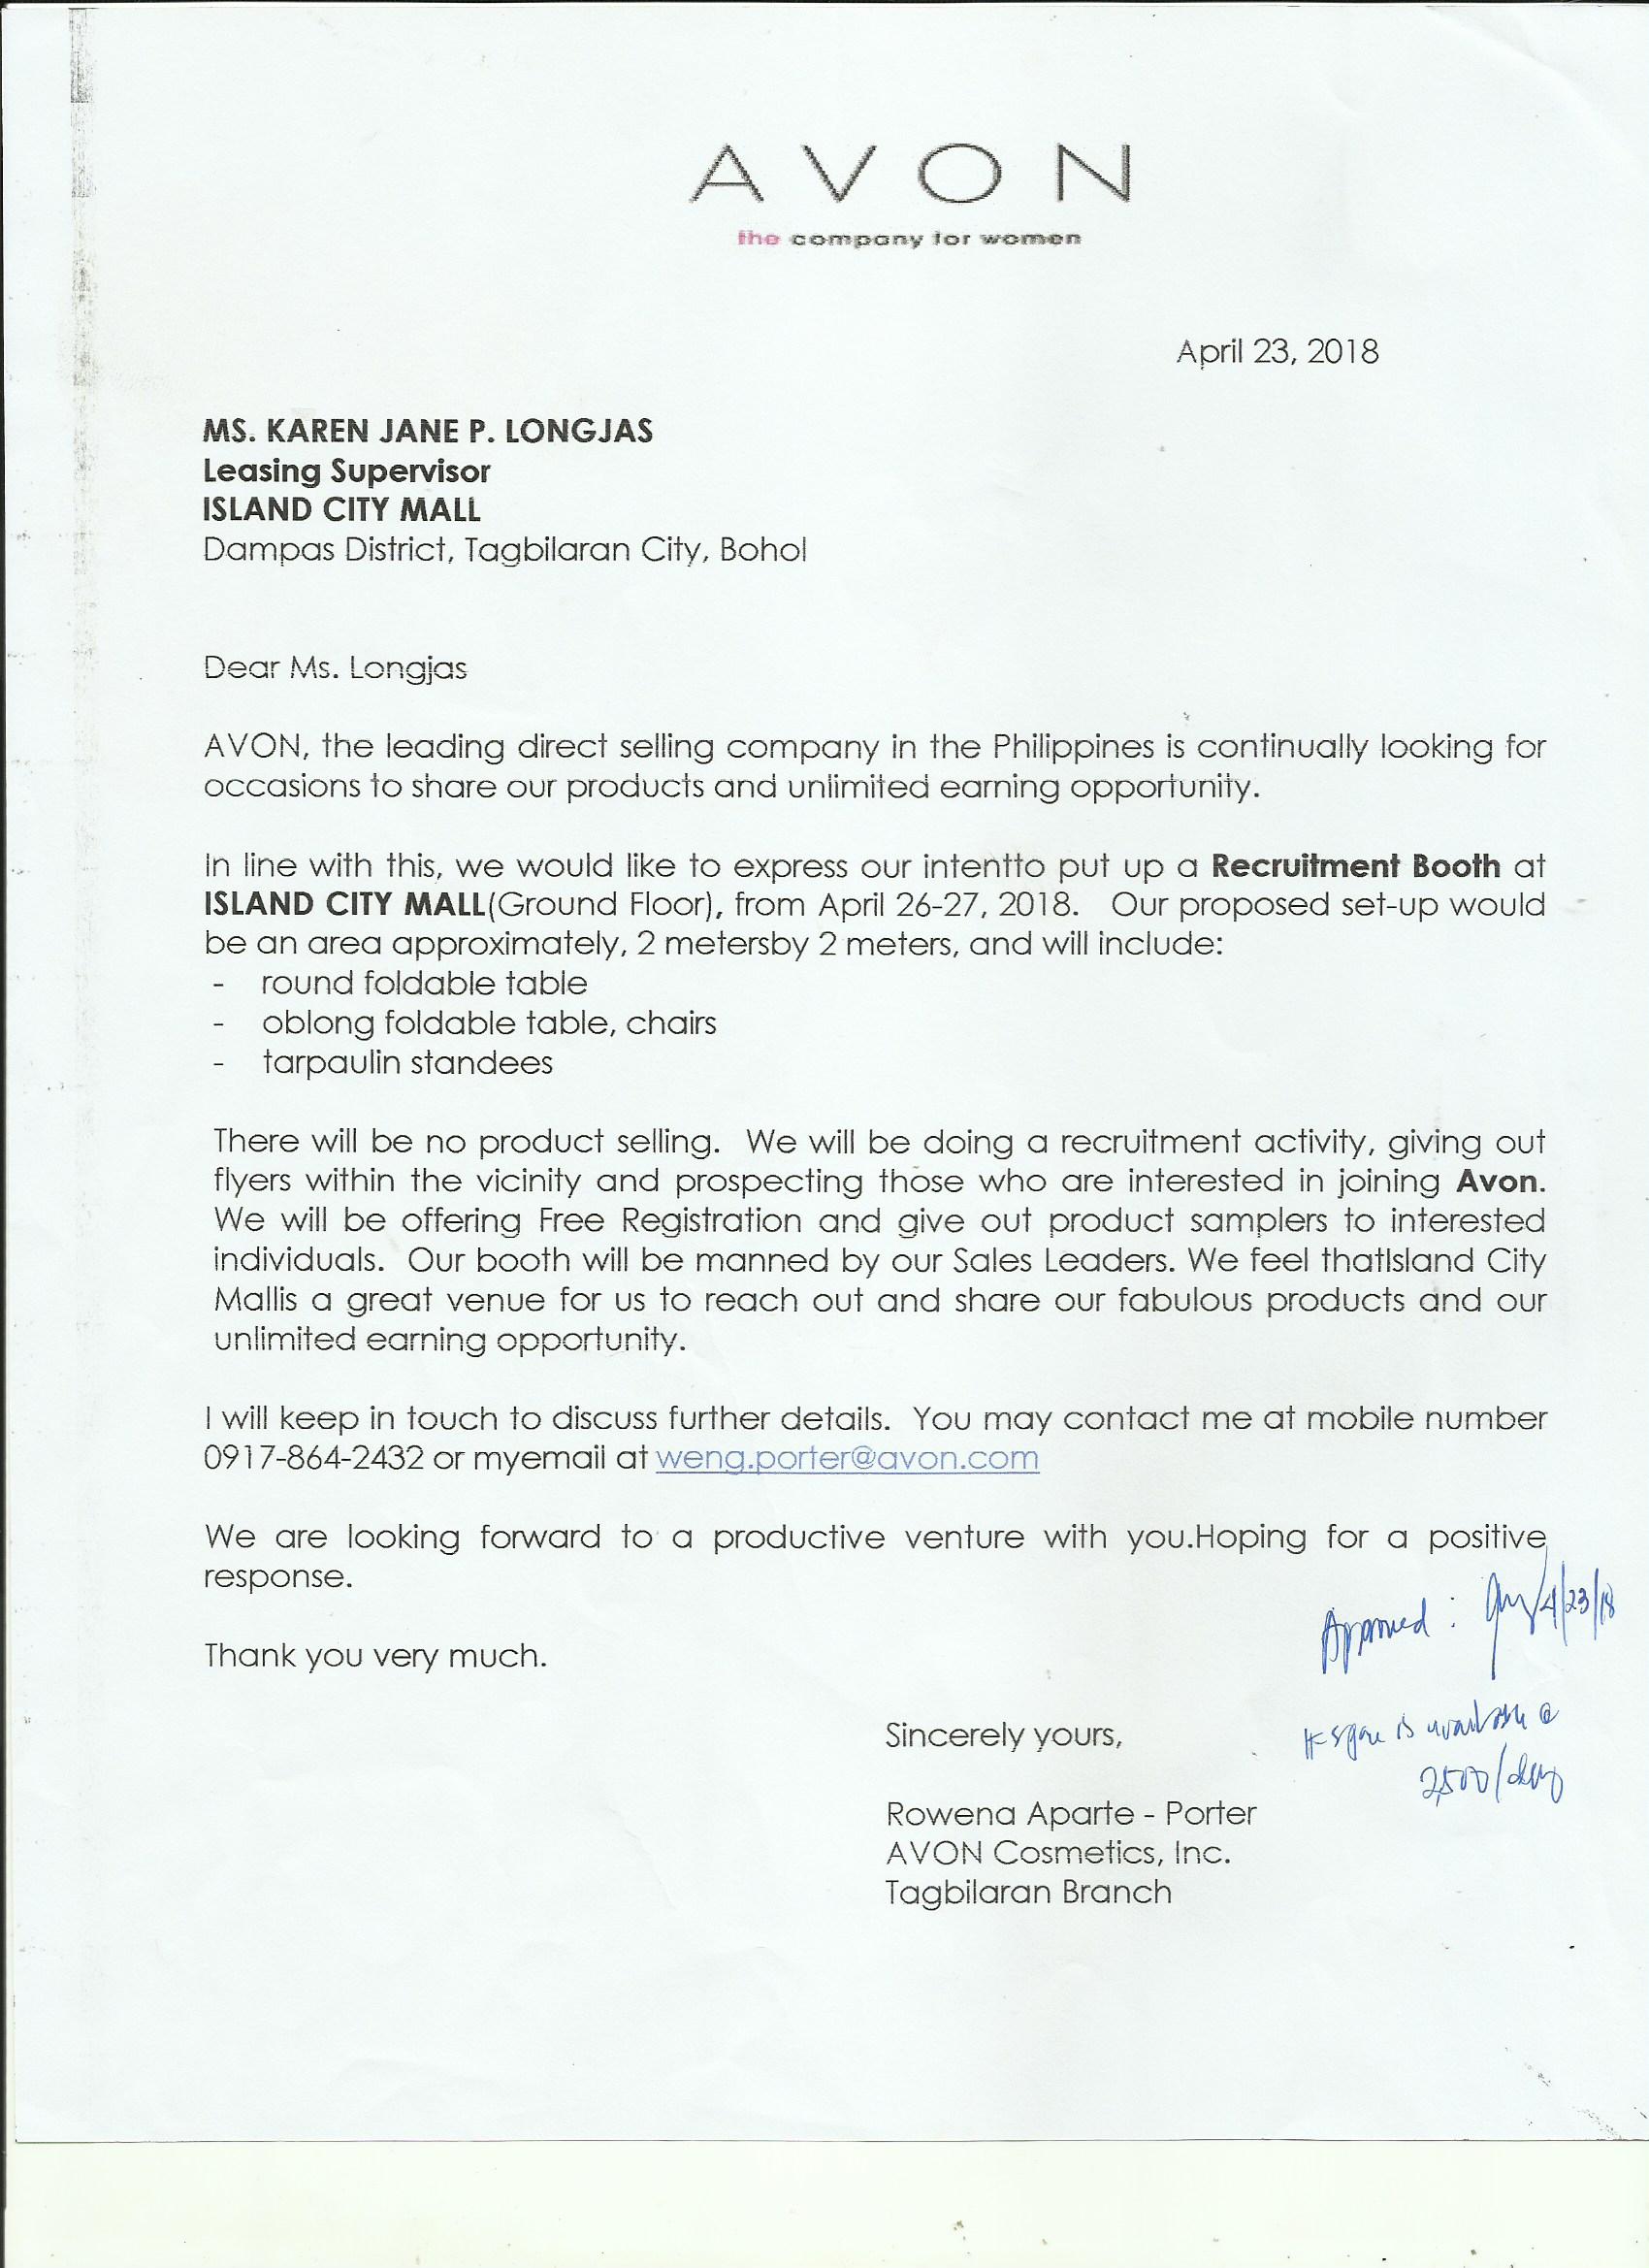 AVON
the company for women
April 23, 2018
MS. KAREN JANE P. LONGJAS
Leasing Supervisor
ISLAND CITY MALL
Dampas District, Tagbilaran City, Bohol
Dear Ms. Longjas
AVON, the leading direct selling company in the Philippines is continually looking for
occasions to share our products and unlimited earning opportunity.
In line with this, we would like to express our intentto put up a Recruitment Booth at
ISLAND CITY MALL(Ground Floor), from April 26-27, 2018. Our proposed set-up would
be an area approximately, 2 metersby 2 meters, and will include:
- round foldable table
- oblong foldable table, chairs
- tarpaulin standees
There will be no product selling. We will be doing a recruitment activity, giving out
flyers within the vicinity and prospecting those who are interested in joining Avon.
We will be offering Free Registration and give out product samplers to interested
individuals. Our booth will be manned by our Sales Leaders. We feel thatIsland City
Mallis a great venue for us to reach out and share our fabulous products and our
unlimited earning opportunity.
I will keep in touch to discuss further details. You may contact me at mobile number
0917-864-2432 or myemail at weng.porter@avon.com
We are looking forward to a productive venture with you.Hoping for a positive
response.
Approved : 4/23/18
Thank you very much.
Sincerely yours,
space is available @
2,500/day
Rowena Aparte - Porter
AVON Cosmetics, Inc.
Tagbilaran Branch